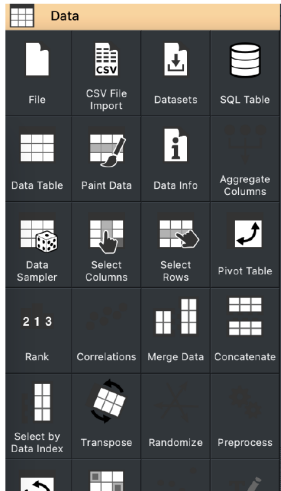 Data
CSV
File
CSV File
Import
Datasets
SQL Table
i
Data Table
Paint Data
Data Info
Aggregate
Columns
Data
Sampler
Select
Columns
Select
Rows
Pivot Table
2 1 3
Rank
Correlations
Merge Data
Concatenate
Select by
Data Index
Transpose
Randomize
Preprocess